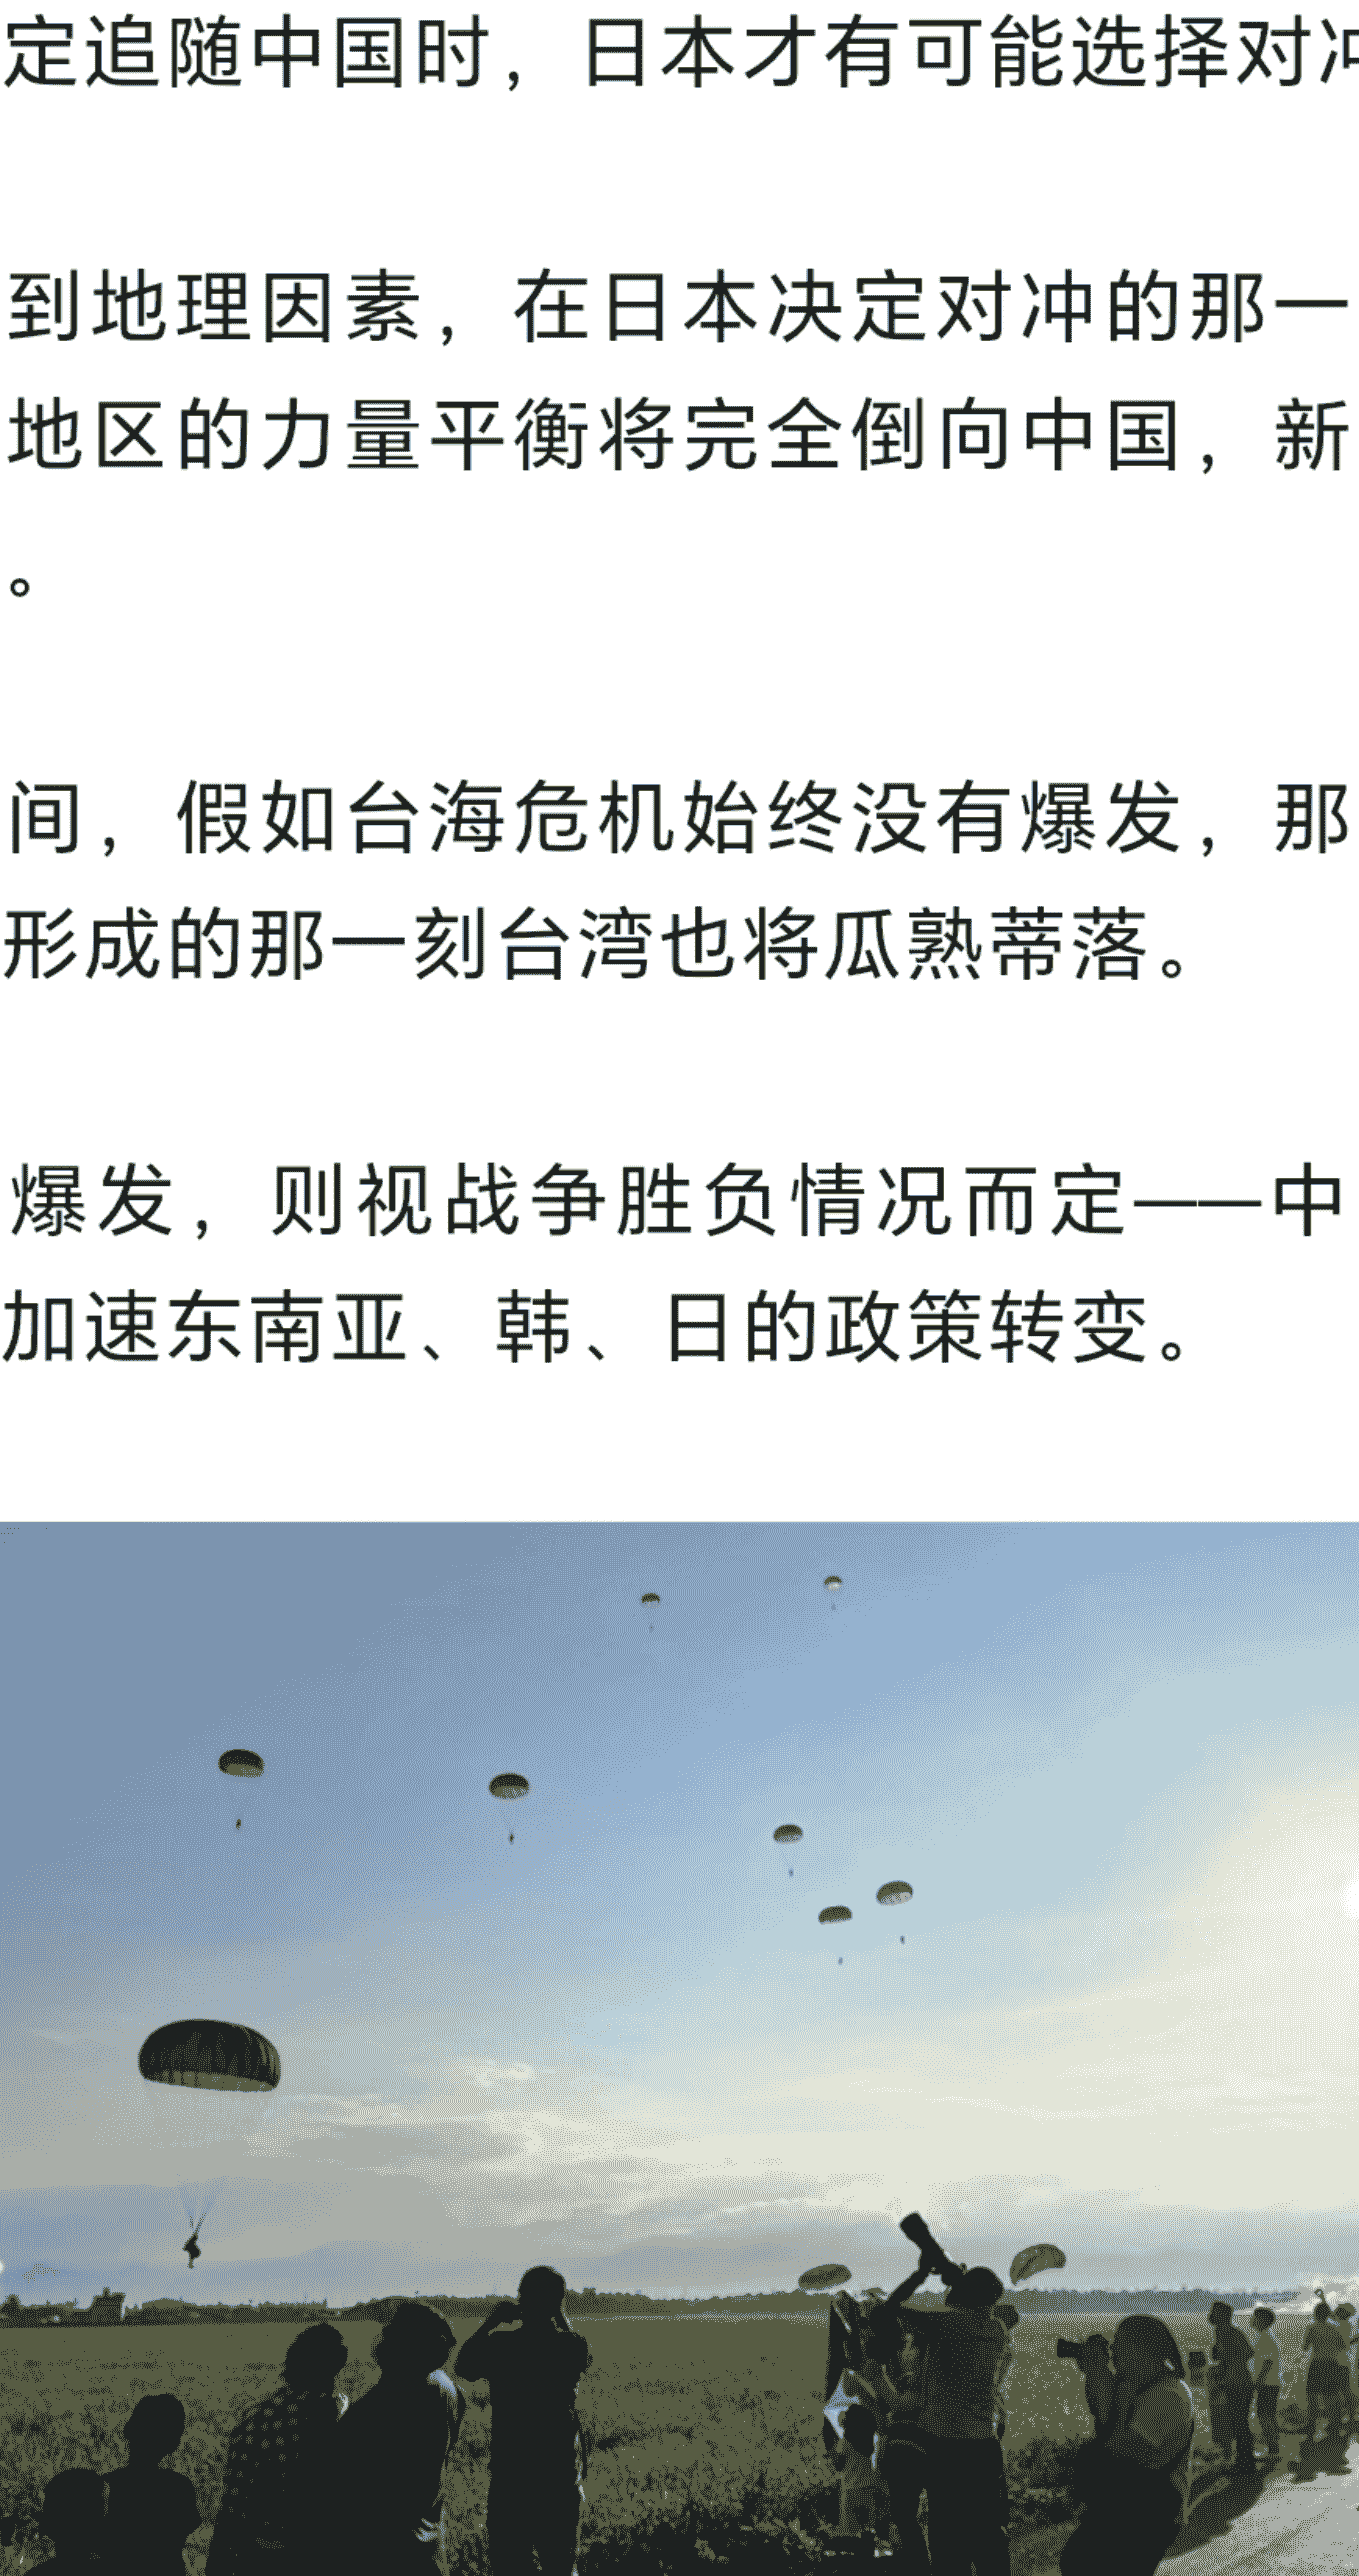 定追随中国时，日本才有可能选择对冲
到地理因素，在日本决定对冲的那一
地区的力量平衡将完全倒向中国，新
。
间，假如台海危机始终没有爆发，那
形成的那一刻台湾也将瓜熟蒂落。
爆发，则视战争胜负情况而定——中
加速东南亚、韩、日的政策转变。